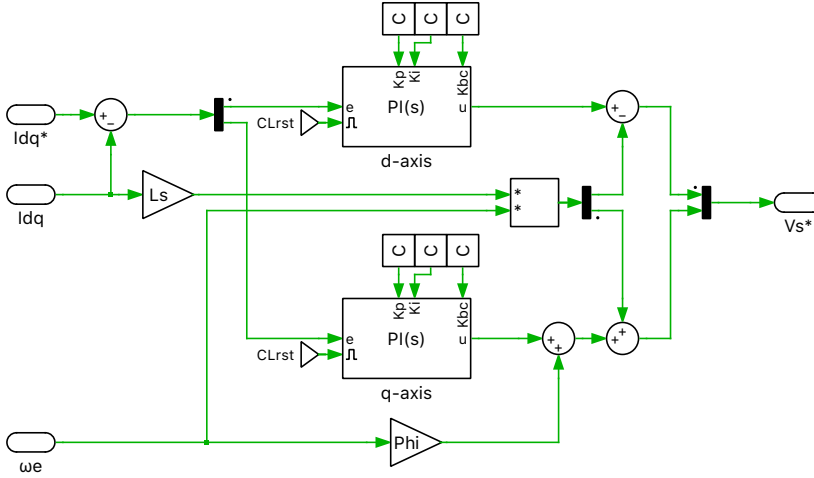 C C C
Kp Ki Kbc
e PI(s) u
CLrst
d-axis
Idq*
+ −
+ −
Idq
Ls
*
*
Vs*
C C C
Kp Ki Kbc
e PI(s) u
CLrst
q-axis
+ +
+ +
Phi
ωe